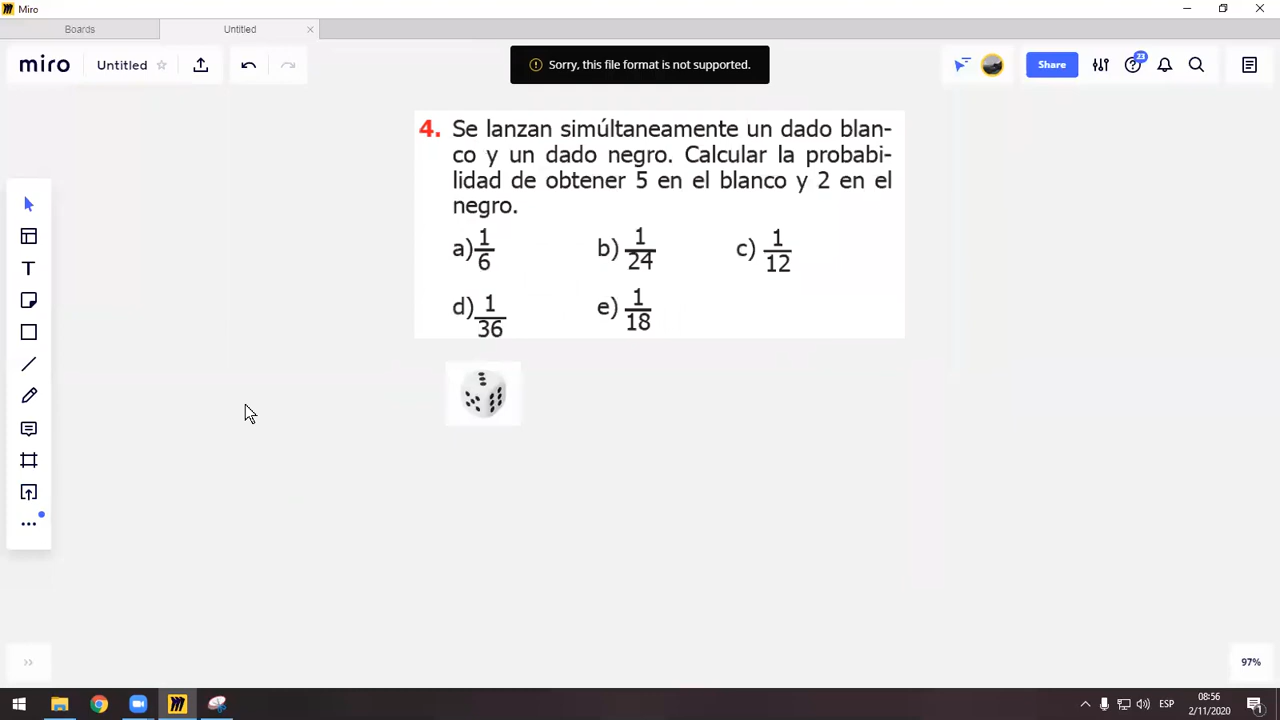 Miro
Boards
Untitled
miro
Untitled
Sorry, this file format is not supported.
Share
23
4. Se lanzan simúltaneamente un dado blan-
co y un dado negro. Calcular la probabi-
lidad de obtener 5 en el blanco y 2 en el
negro.
a) 1/6 b) 1/24 c) 1/12
d) 1/36 e) 1/18
T
97%
ESP
08:56
2/11/2020
1